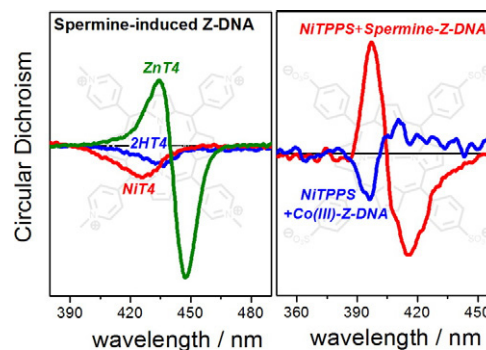 Spermine-induced Z-DNA
NiTPPS+Spermine-Z-DNA
ZnT4
2HT4
NiT4
NiTPPS
+Co(III)-Z-DNA
Circular Dichroism
390 420 450 480
wavelength / nm
360 390 420 450
wavelength / nm